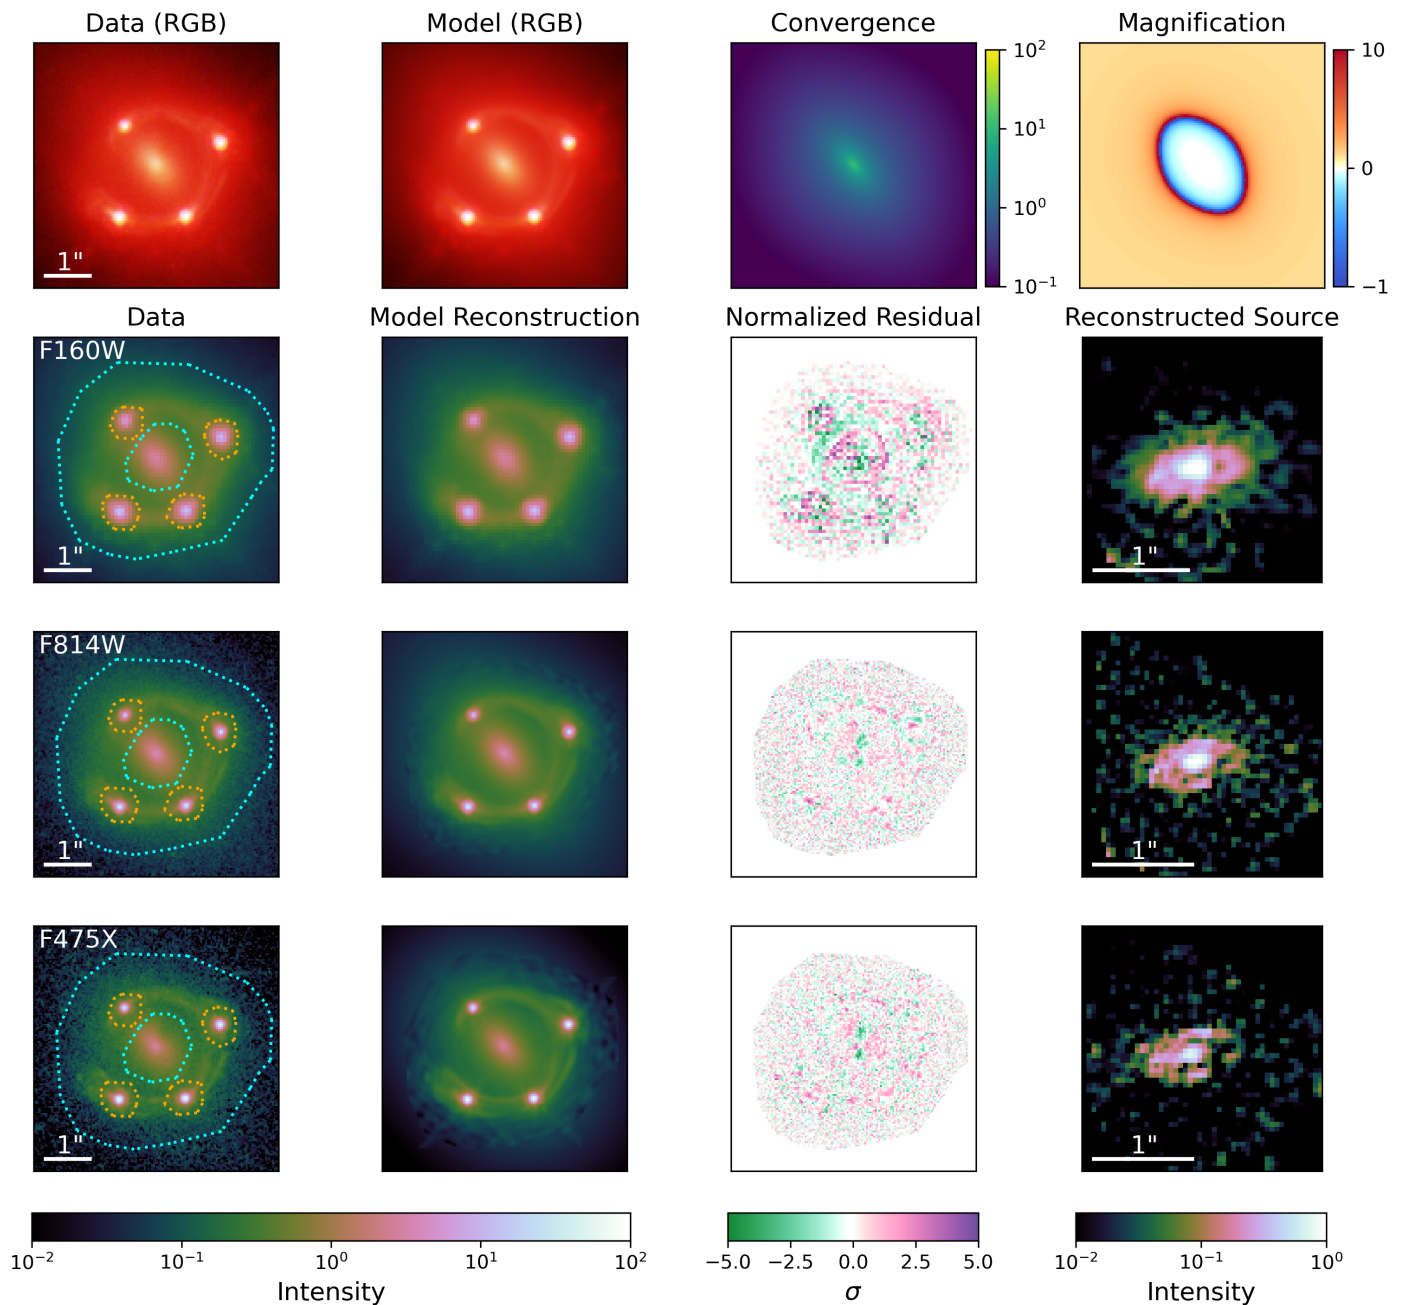 Data (RGB)
Model (RGB)
Convergence
Magnification
1"
10²
10¹
10⁰
10⁻¹
10
0
−1
Data
Model Reconstruction
Normalized Residual
Reconstructed Source
F160W
1"
1"
F814W
1"
1"
F475X
1"
1"
10⁻²
10⁻¹
10⁰
10¹
10²
Intensity
−5.0
−2.5
0.0
2.5
5.0
σ
10⁻²
10⁻¹
10⁰
Intensity